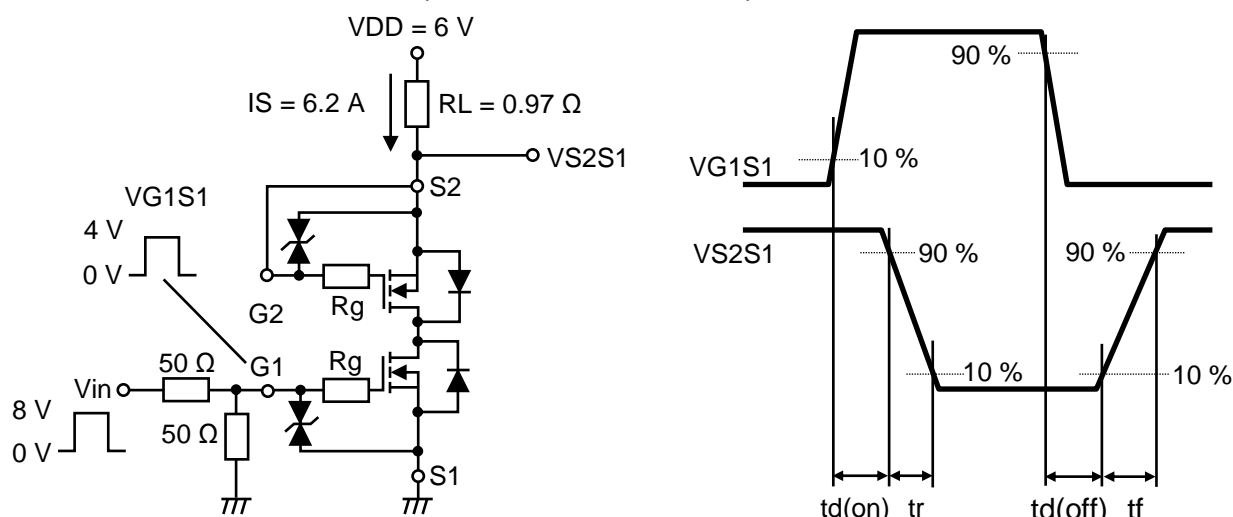 VDD = 6 V
IS = 6.2 A
RL = 0.97 Ω
VS2S1
S2
VG1S1
4 V
0 V
G2
Rg
G1
Rg
50 Ω
Vin
8 V
0 V
50 Ω
S1
90 %
10 %
VG1S1
VS2S1
90 %
90 %
10 %
10 %
td(on) tr td(off) tf